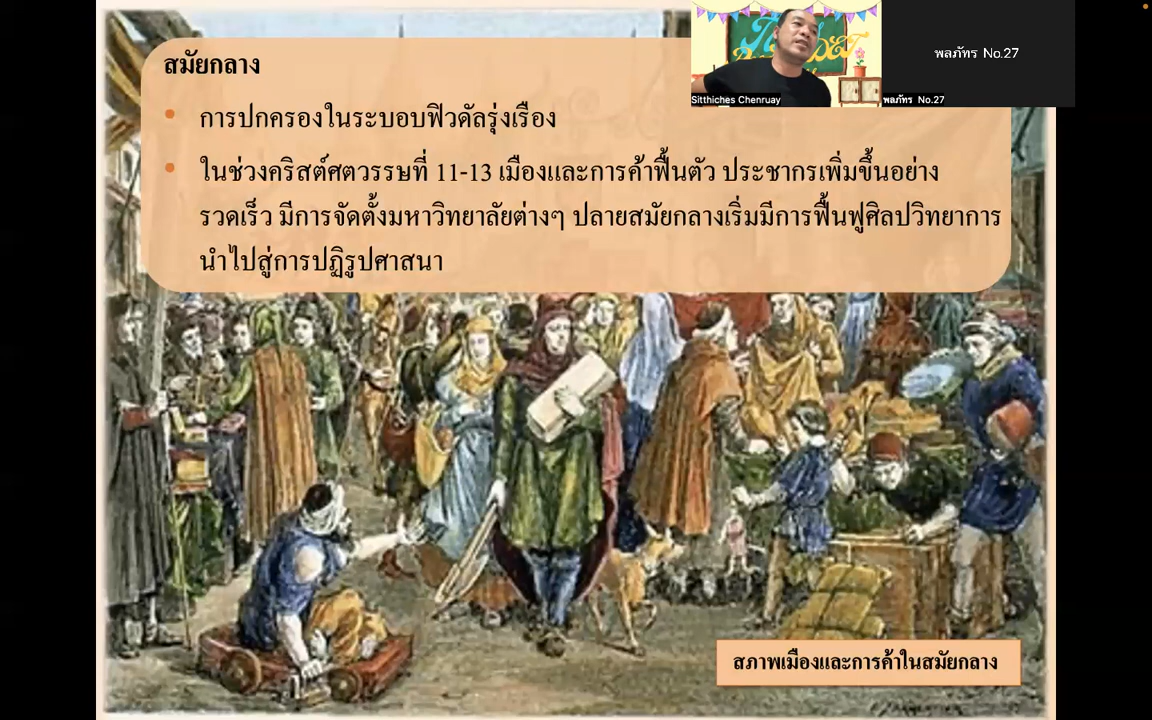 สมัยกลาง
การปกครองในระบอบฟิวดัลรุ่งเรือง
ในช่วงคริสต์ศตวรรษที่ 11-13 เมืองและการค้าฟื้นตัว ประชากรเพิ่มขึ้นอย่าง
รวดเร็ว มีการจัดตั้งมหาวิทยาลัยต่างๆ ปลายสมัยกลางเริ่มมีการฟื้นฟูศิลปวิทยาการ
นำไปสู่การปฏิรูปศาสนา
Sitthiches Chenruay
พลภัทร No.27
พลภัทร No.27
สภาพเมืองและการค้าในสมัยกลาง